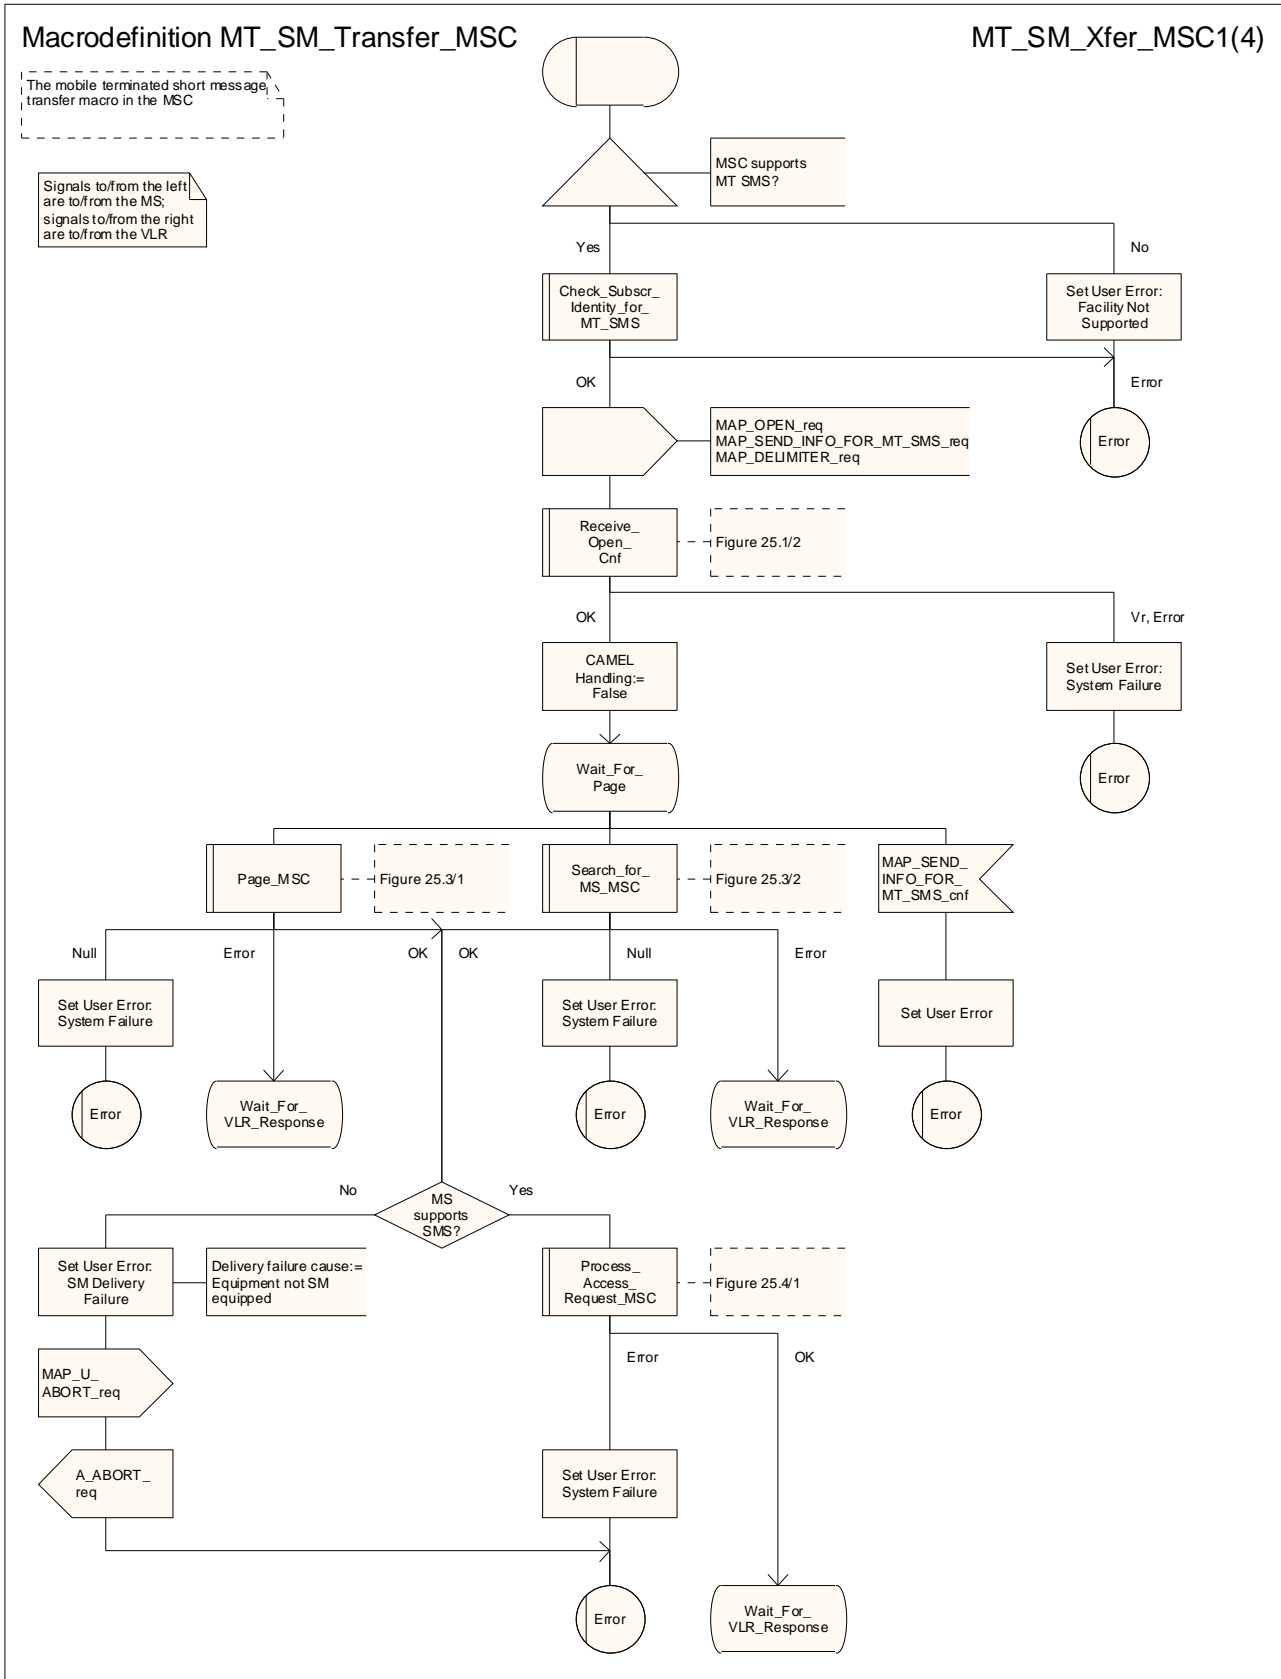 Macrodefinition MT_SM_Transfer_MSC
MT_SM_Xfer_MSC1(4)
The mobile terminated short message
transfer macro in the MSC
Signals to/from the left
are to/from the MS;
signals to/from the right
are to/from the VLR
MSC supports
MT SMS?
Yes
No
Check_Subscr_
Identity_for_
MT_SMS
Set User Error:
Facility Not
Supported
OK
Error
MAP_OPEN_req
MAP_SEND_INFO_FOR_MT_SMS_req
MAP_DELIMITER_req
Error
Receive_
Open_
Cnf
Figure 25.1/2
OK
Vr, Error
CAMEL
Handling:=
False
Set User Error:
System Failure
Wait_For_
Page
Error
Page_MSC
Figure 25.3/1
Search_for_
MS_MSC
Figure 25.3/2
MAP_SEND_
INFO_FOR_
MT_SMS_cnf
Null
Error
OK
OK
Null
Error
Set User Error:
System Failure
Set User Error:
System Failure
Set User Error
Error
Wait_For_
VLR_Response
Error
Wait_For_
VLR_Response
Error
No
MS
supports
SMS?
Yes
Set User Error:
SM Delivery
Failure
Delivery failure cause:=
Equipment not SM
equipped
Process_
Access_
Request_MSC
Figure 25.4/1
Error
OK
MAP_U_
ABORT_req
A_ABORT_
req
Set User Error:
System Failure
Error
Wait_For_
VLR_Response